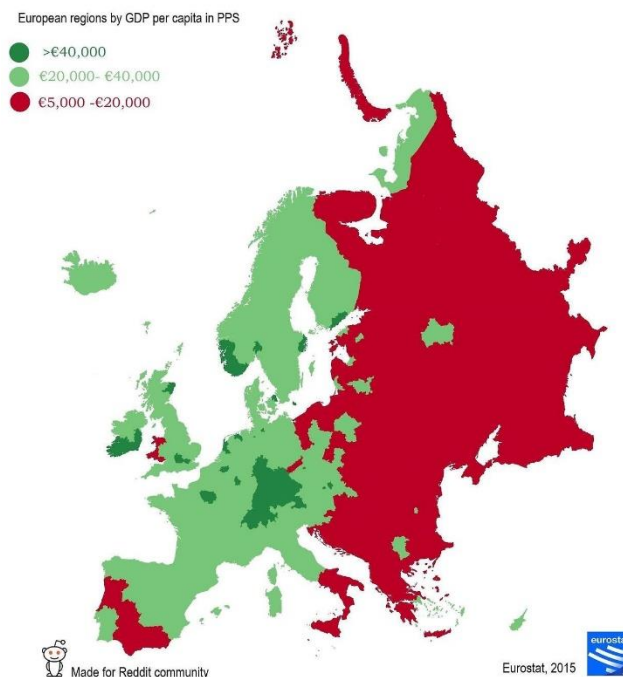 European regions by GDP per capita in PPS
>€40,000
€20,000- €40,000
€5,000 -€20,000
Made for Reddit community
Eurostat, 2015
eurostat